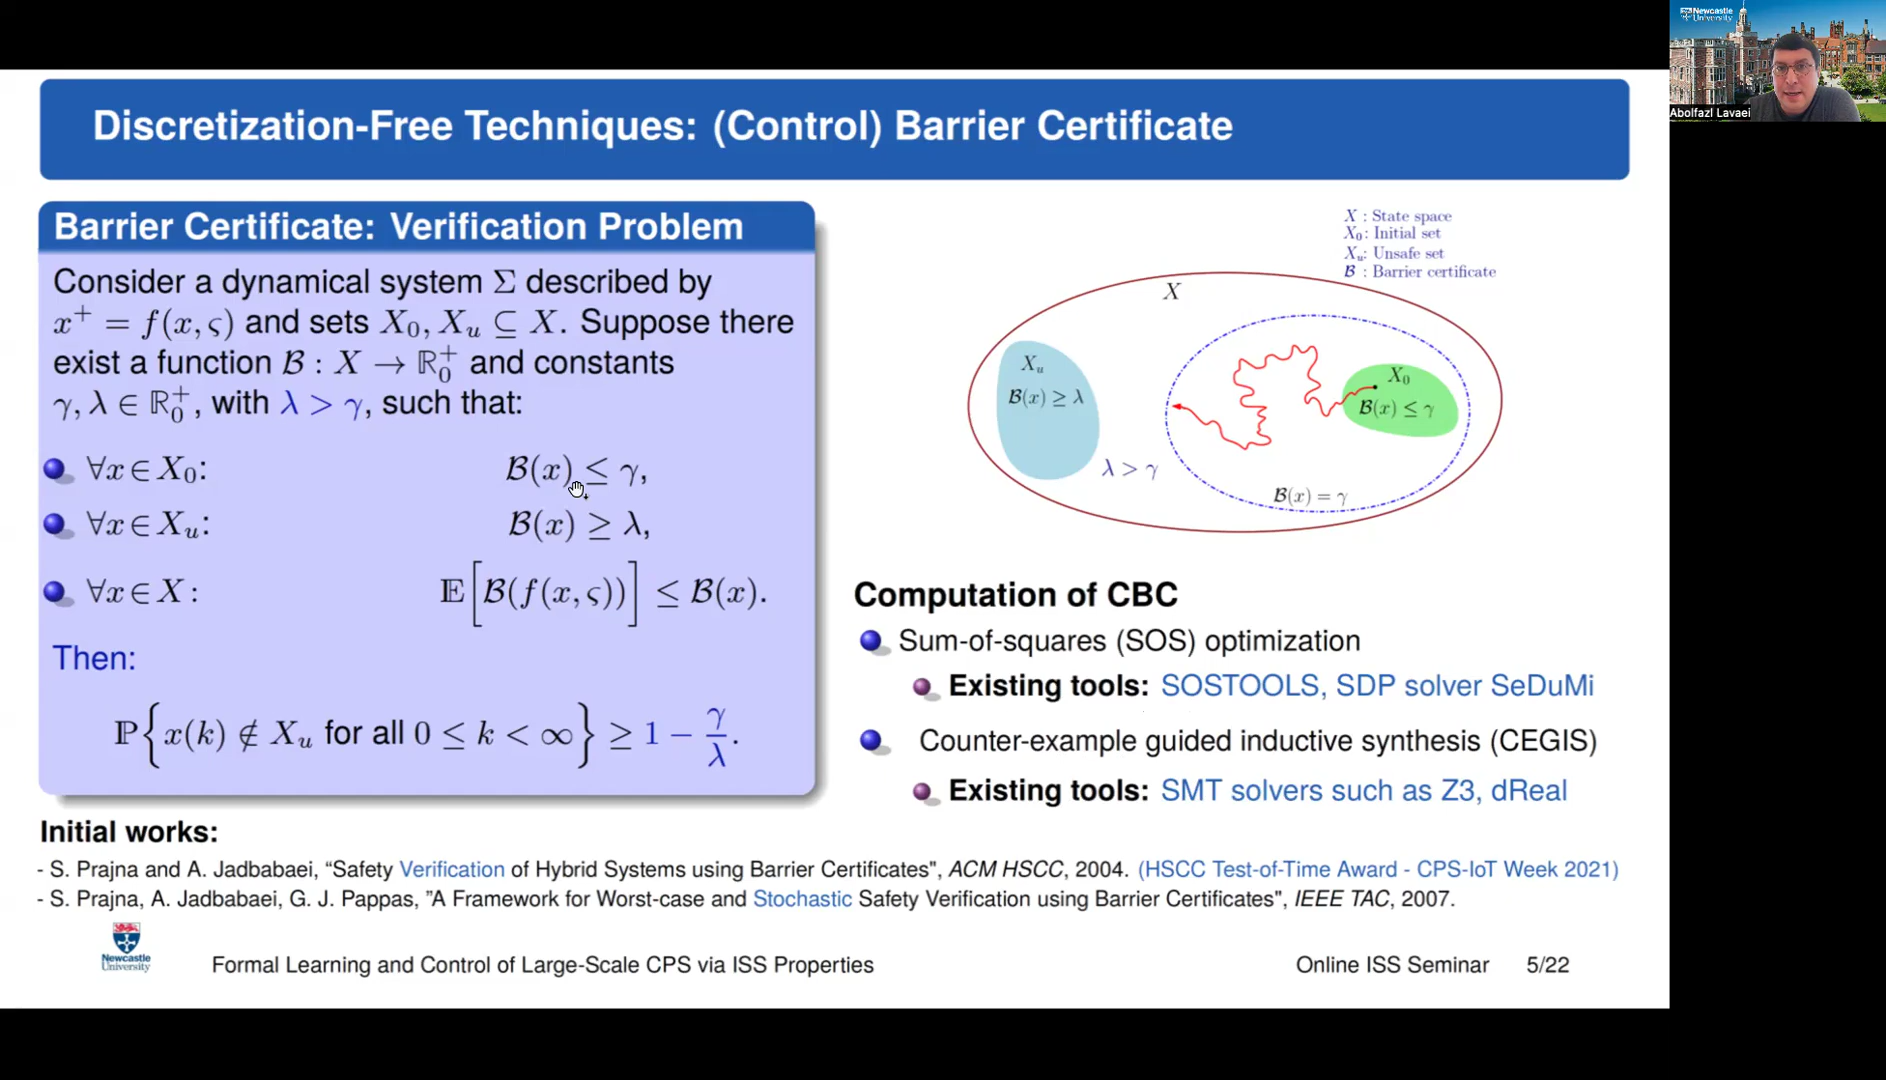 Discretization-Free Techniques: (Control) Barrier Certificate
Barrier Certificate: Verification Problem
Consider a dynamical system Σ described by
x⁺ = f(x, ς) and sets X₀, Xᵤ ⊆ X. Suppose there
exist a function ℬ : X → ℝ₀⁺ and constants
γ, λ ∈ ℝ₀⁺, with λ > γ, such that:
∀x ∈ X₀: ℬ(x) ≤ γ,
∀x ∈ Xᵤ: ℬ(x) ≥ λ,
∀x ∈ X : 𝔼[ℬ(f(x, ς))] ≤ ℬ(x).
Then:
ℙ{x(k) ∉ Xᵤ for all 0 ≤ k < ∞} ≥ 1 − γ/λ.
X : State space
X₀: Initial set
Xᵤ: Unsafe set
ℬ : Barrier certificate
X
Xᵤ
ℬ(x) ≥ λ
X₀
ℬ(x) ≤ γ
λ > γ
ℬ(x) = γ
Computation of CBC
Sum-of-squares (SOS) optimization
Existing tools: SOSTOOLS, SDP solver SeDuMi
Counter-example guided inductive synthesis (CEGIS)
Existing tools: SMT solvers such as Z3, dReal
Initial works:
- S. Prajna and A. Jadbabaei, “Safety Verification of Hybrid Systems using Barrier Certificates", ACM HSCC, 2004. (HSCC Test-of-Time Award - CPS-IoT Week 2021)
- S. Prajna, A. Jadbabaei, G. J. Pappas, "A Framework for Worst-case and Stochastic Safety Verification using Barrier Certificates", IEEE TAC, 2007.
Newcastle
University
Formal Learning and Control of Large-Scale CPS via ISS Properties
Online ISS Seminar 5/22
Newcastle
University
Abolfazl Lavaei